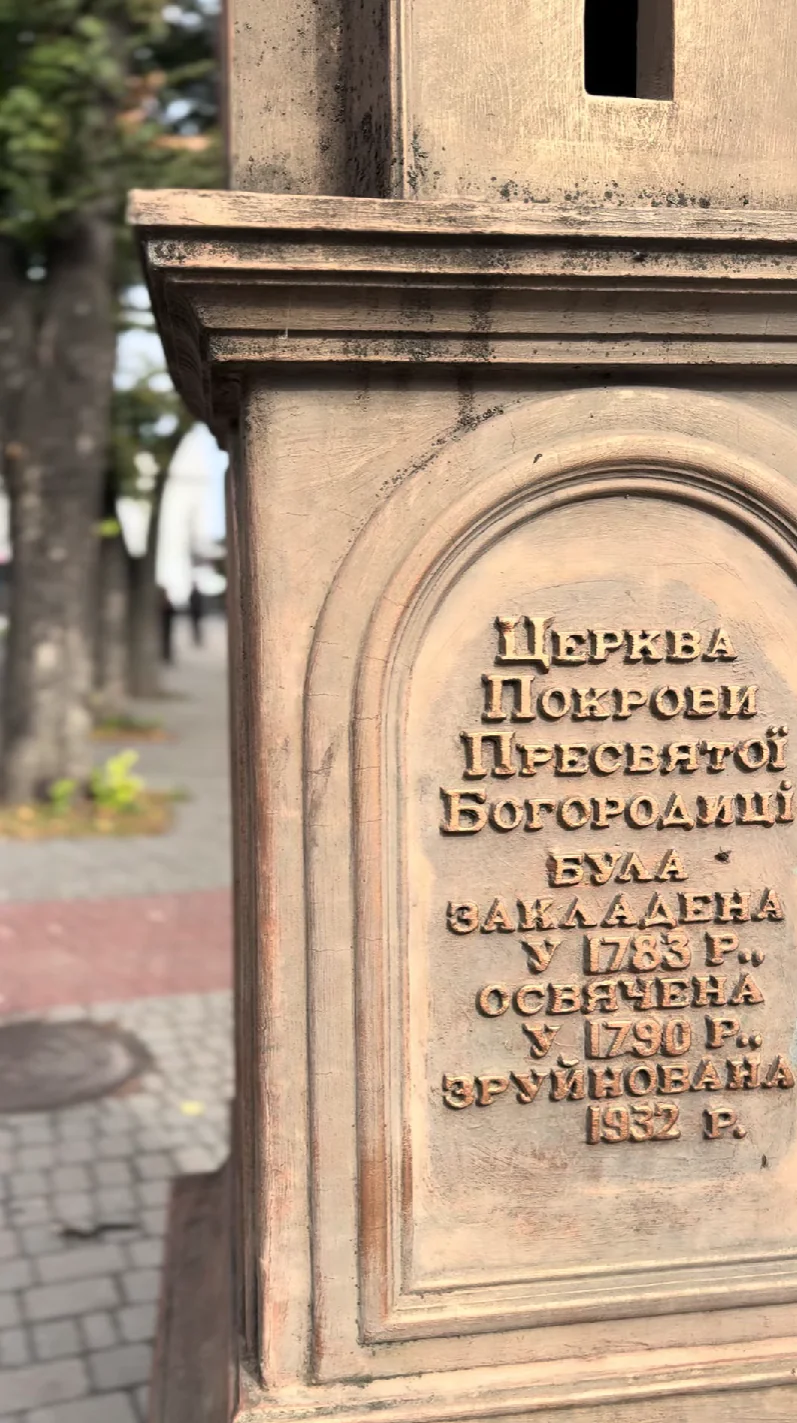 Церква
Покрови
Пресвятої
Богородиці
була
закладена
у 1783 р.,
освячена
у 1790 р.,
зруйнована
1932 р.